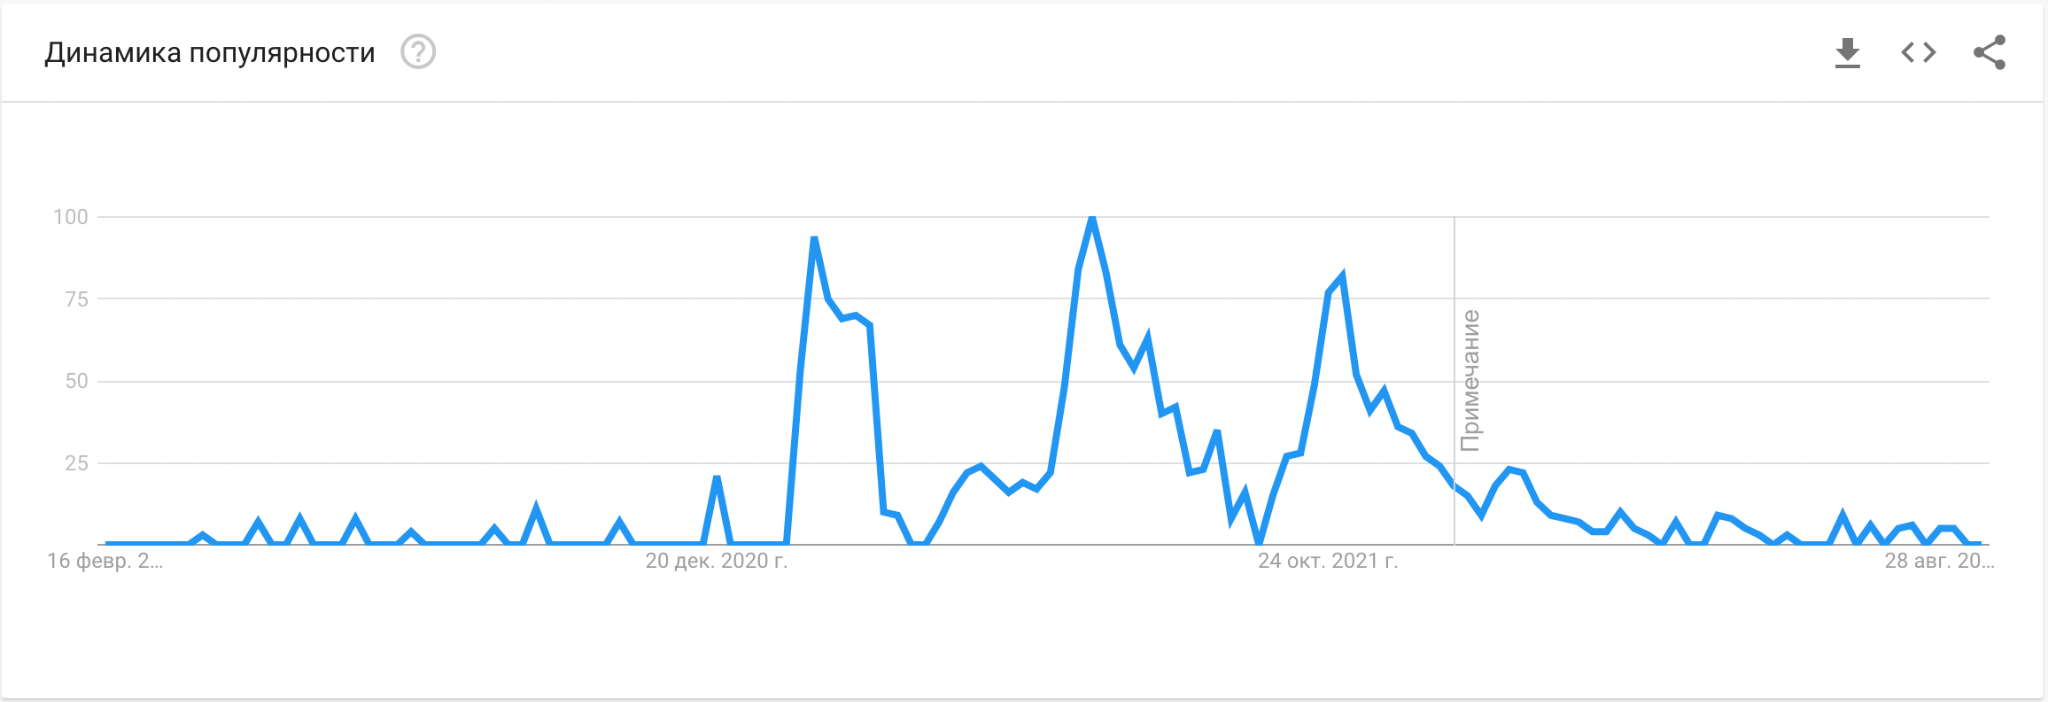 Динамика популярности ?
100
75
50
25
Примечание
16 февр. 2...
20 дек. 2020 г.
24 окт. 2021 г.
28 авг. 20...